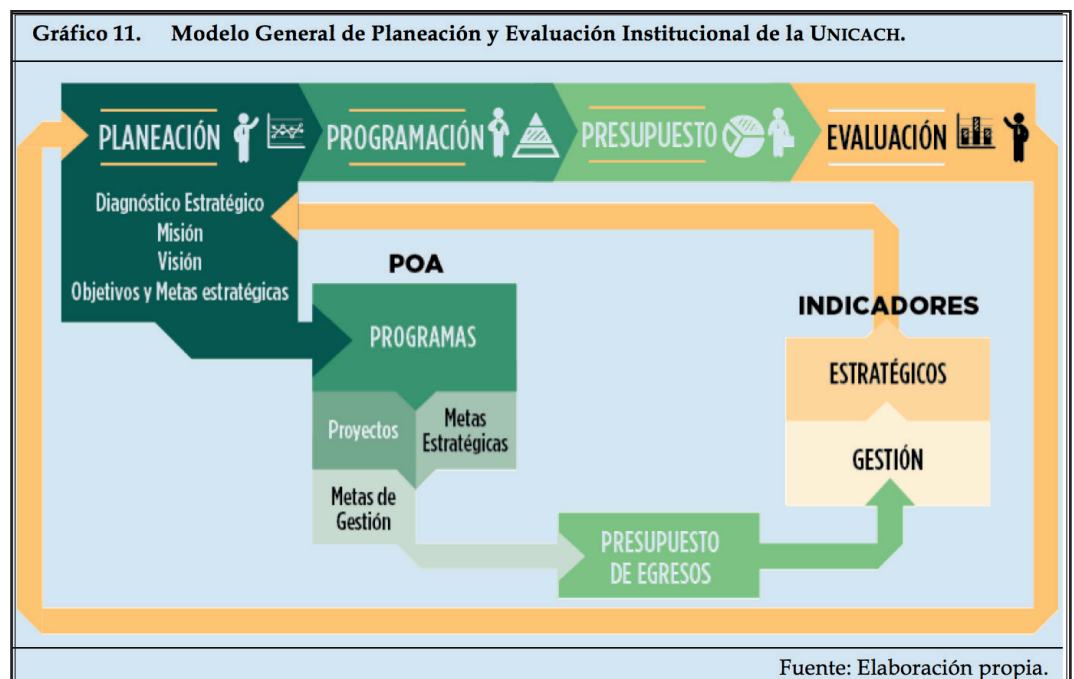 Gráfico 11. Modelo General de Planeación y Evaluación Institucional de la UNICACH.
PLANEACIÓN
PROGRAMACIÓN
PRESUPUESTO
EVALUACIÓN
Diagnóstico Estratégico
Misión
Visión
Objetivos y Metas estratégicas
POA
PROGRAMAS
Proyectos
Metas
Estratégicas
Metas de
Gestión
PRESUPUESTO
DE EGRESOS
INDICADORES
ESTRATÉGICOS
GESTIÓN
Fuente: Elaboración propia.